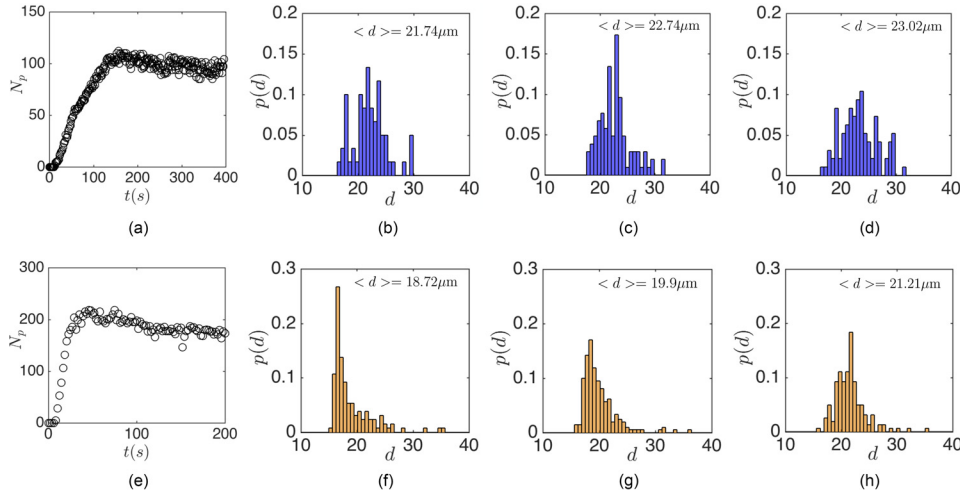 150
100
50
0
N_p
0 100 200 300 400
t(s)
(a)
0.2
0.15
0.1
0.05
0
p(d)
< d >= 21.74μm
10 20 30 40
d
(b)
0.2
0.15
0.1
0.05
0
p(d)
< d >= 22.74μm
10 20 30 40
d
(c)
0.2
0.15
0.1
0.05
0
p(d)
< d >= 23.02μm
10 20 30 40
d
(d)
300
200
100
0
N_p
0 100 200
t(s)
(e)
0.3
0.2
0.1
0
p(d)
< d >= 18.72μm
10 20 30 40
d
(f)
0.3
0.2
0.1
0
p(d)
< d >= 19.9μm
10 20 30 40
d
(g)
0.3
0.2
0.1
0
p(d)
< d >= 21.21μm
10 20 30 40
d
(h)